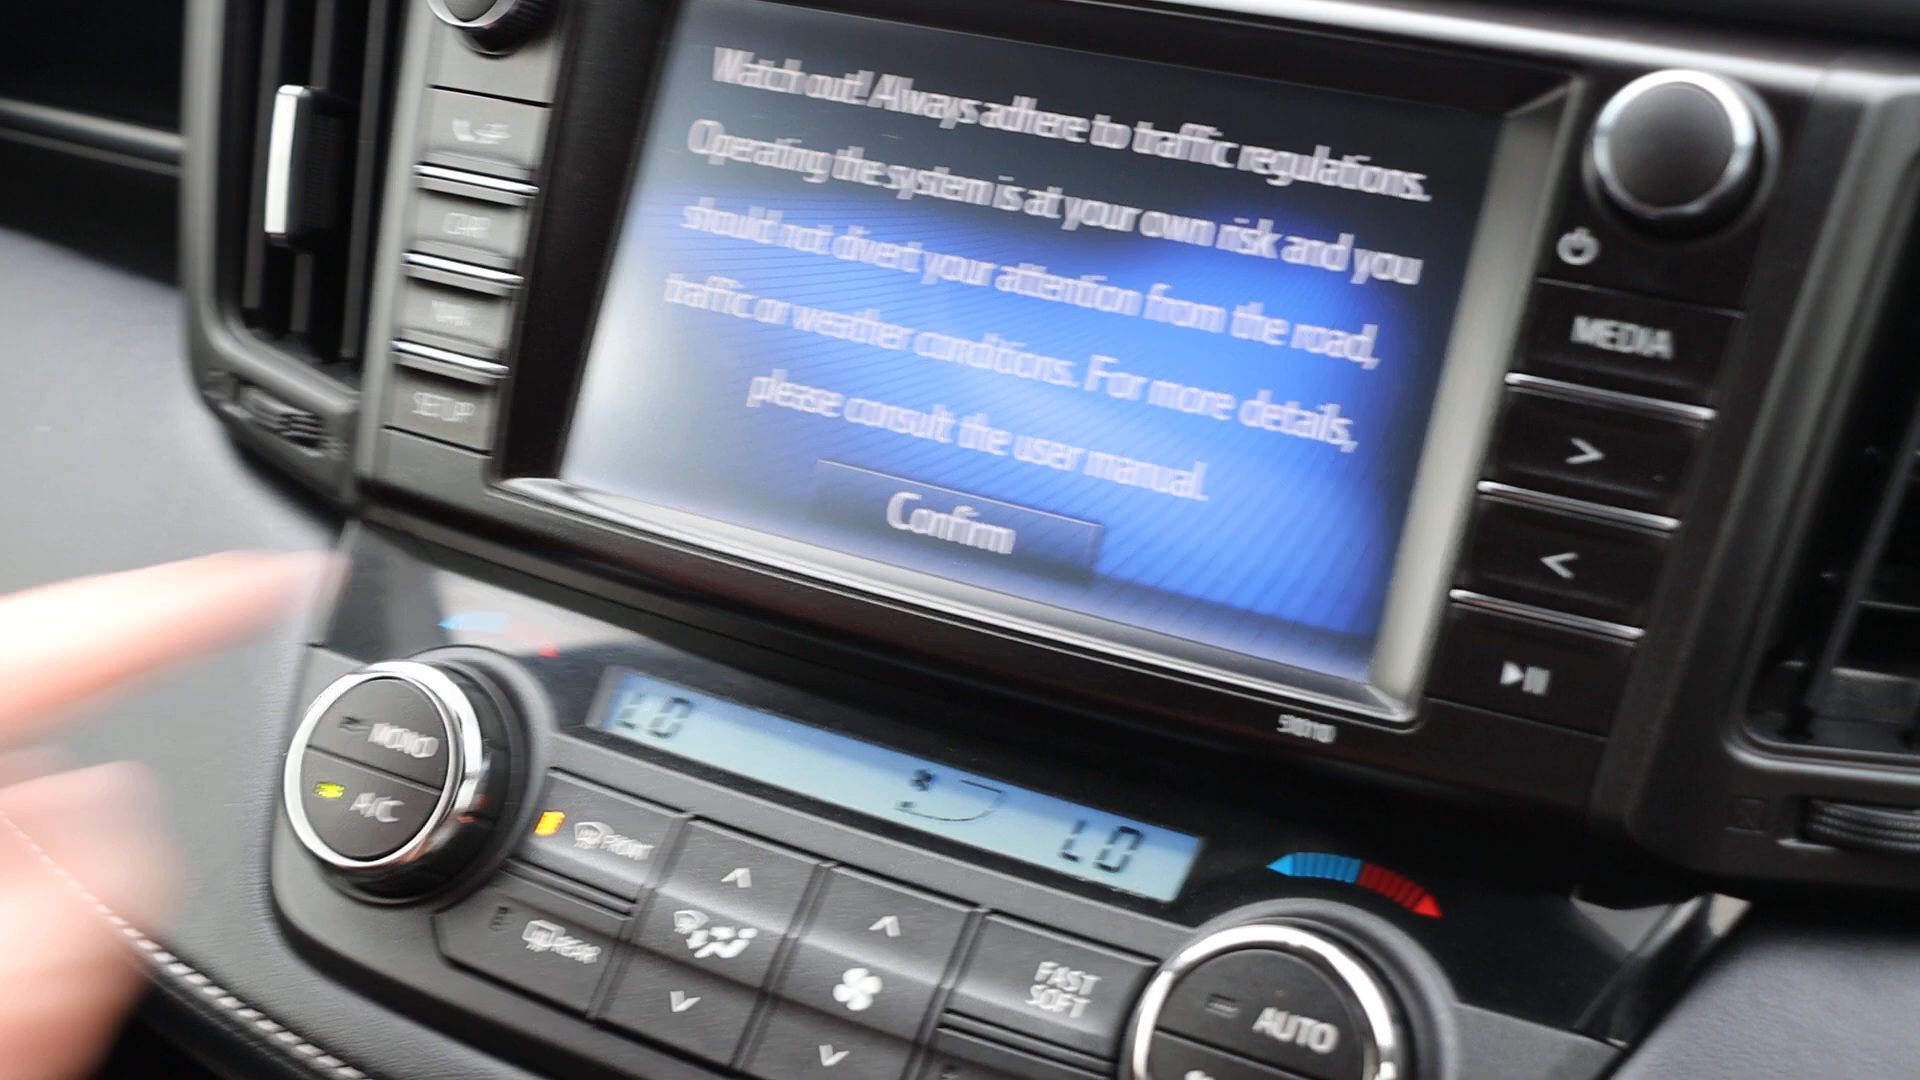 Watch out! Always adhere to traffic regulations.
Operating the system is at your own risk and you
should not divert your attention from the road,
traffic or weather conditions. For more details,
please consult the user manual.
Confirm
MEDIA
>
<
SETUP
LO
LO
A/C
FRONT
REAR
FAST
SOFT
AUTO